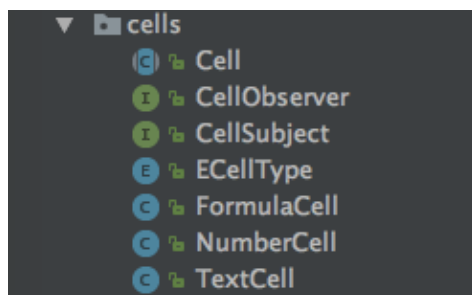 cells
Cell
CellObserver
CellSubject
ECellType
FormulaCell
NumberCell
TextCell